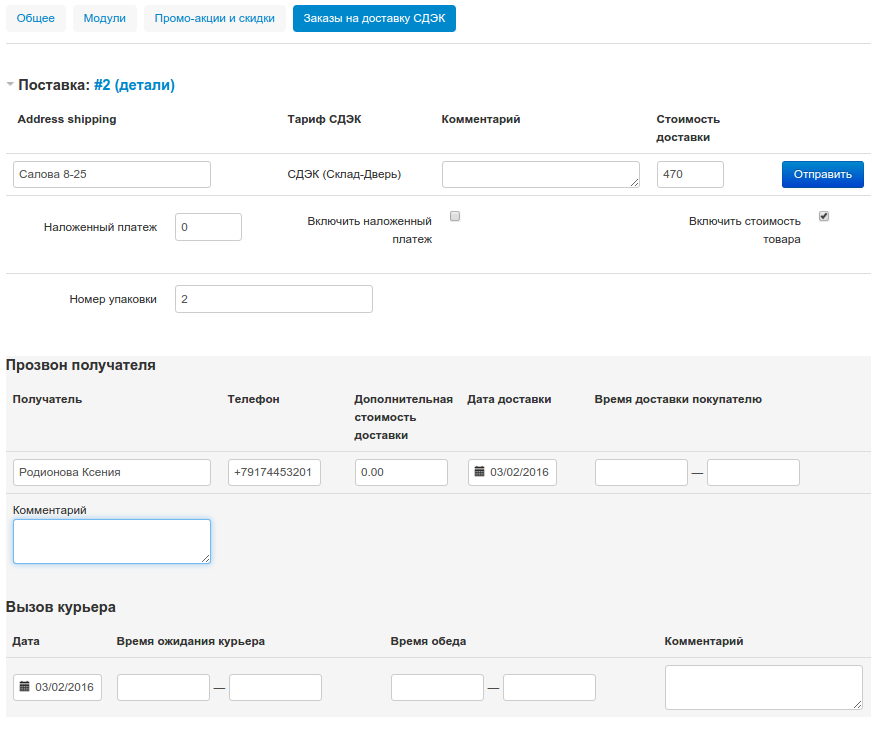 Общее Модули Промо-акции и скидки Заказы на доставку СДЭК
Поставка: #2 (детали)
Address shipping Тариф СДЭК Комментарий Стоимость
доставки
Салова 8-25 СДЭК (Склад-Дверь) 470 Отправить
Наложенный платеж 0 Включить наложенный Включить стоимость
платеж товара
Номер упаковки 2
Прозвон получателя
Получатель Телефон Дополнительная Дата доставки Время доставки покупателю
стоимость
доставки
Родионова Ксения +79174453201 0.00 03/02/2016 —
Комментарий
Вызов курьера
Дата Время ожидания курьера Время обеда Комментарий
03/02/2016 — —